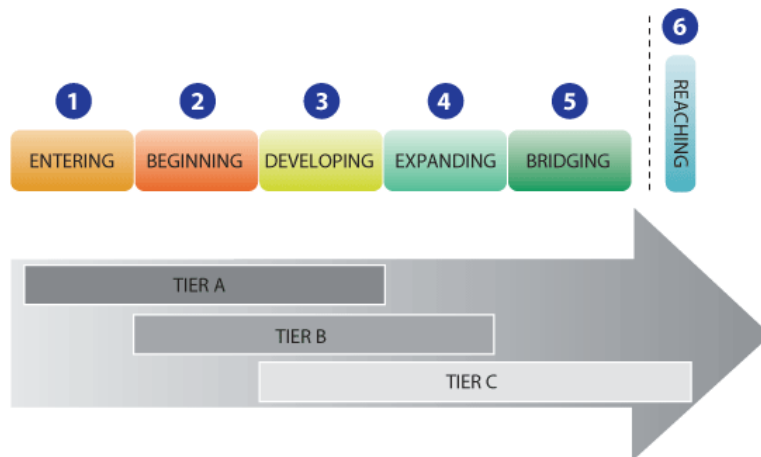 6
1 2 3 4 5
ENTERING BEGINNING DEVELOPING EXPANDING BRIDGING REACHING
TIER A
TIER B
TIER C